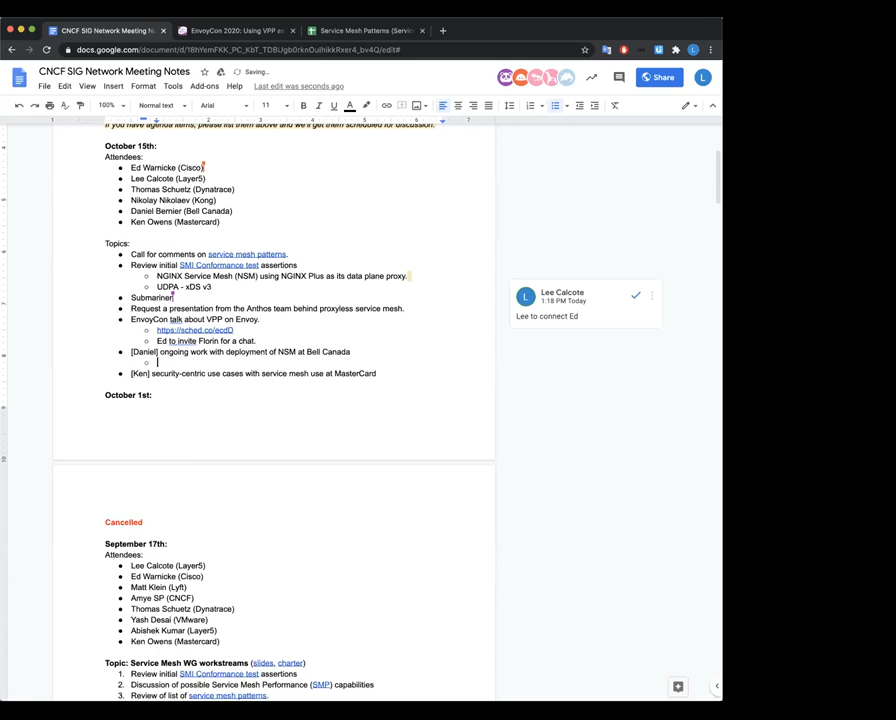 CNCF SIG Network Meeting No
EnvoyCon 2020: Using VPP as
Service Mesh Patterns (Servic
docs.google.com/document/d/18hYemFKK_PC_KbT_TDBUgb0rknOuIhikkRxer4_bv4Q/edit#
CNCF SIG Network Meeting Notes
Saving...
File Edit View Insert Format Tools Add-ons Help
Last edit was seconds ago
Share
L
100%
Normal text
Arial
11
B I U A
1 1 2 3 4 5 6 7
If you have agenda items, please list them above and we'll get them scheduled for discussion.
October 15th:
Attendees:
● Ed Warnicke (Cisco)
● Lee Calcote (Layer5)
● Thomas Schuetz (Dynatrace)
● Nikolay Nikolaev (Kong)
● Daniel Bernier (Bell Canada)
● Ken Owens (Mastercard)
Topics:
● Call for comments on service mesh patterns.
● Review initial SMI Conformance test assertions
○ NGINX Service Mesh (NSM) using NGINX Plus as its data plane proxy.
○ UDPA - xDS v3
● Submariner
● Request a presentation from the Anthos team behind proxyless service mesh.
● EnvoyCon talk about VPP on Envoy.
○ https://sched.co/ecdD
○ Ed to invite Florin for a chat.
● [Daniel] ongoing work with deployment of NSM at Bell Canada
○
● [Ken] security-centric use cases with service mesh use at MasterCard
October 1st:
L
Lee Calcote
1:18 PM Today
Lee to connect Ed
Cancelled
September 17th:
Attendees:
● Lee Calcote (Layer5)
● Ed Warnicke (Cisco)
● Matt Klein (Lyft)
● Amye SP (CNCF)
● Thomas Schuetz (Dynatrace)
● Yash Desai (VMware)
● Abishek Kumar (Layer5)
● Ken Owens (Mastercard)
Topic: Service Mesh WG workstreams (slides, charter)
1. Review initial SMI Conformance test assertions
2. Discussion of possible Service Mesh Performance (SMP) capabilities
3. Review of list of service mesh patterns.